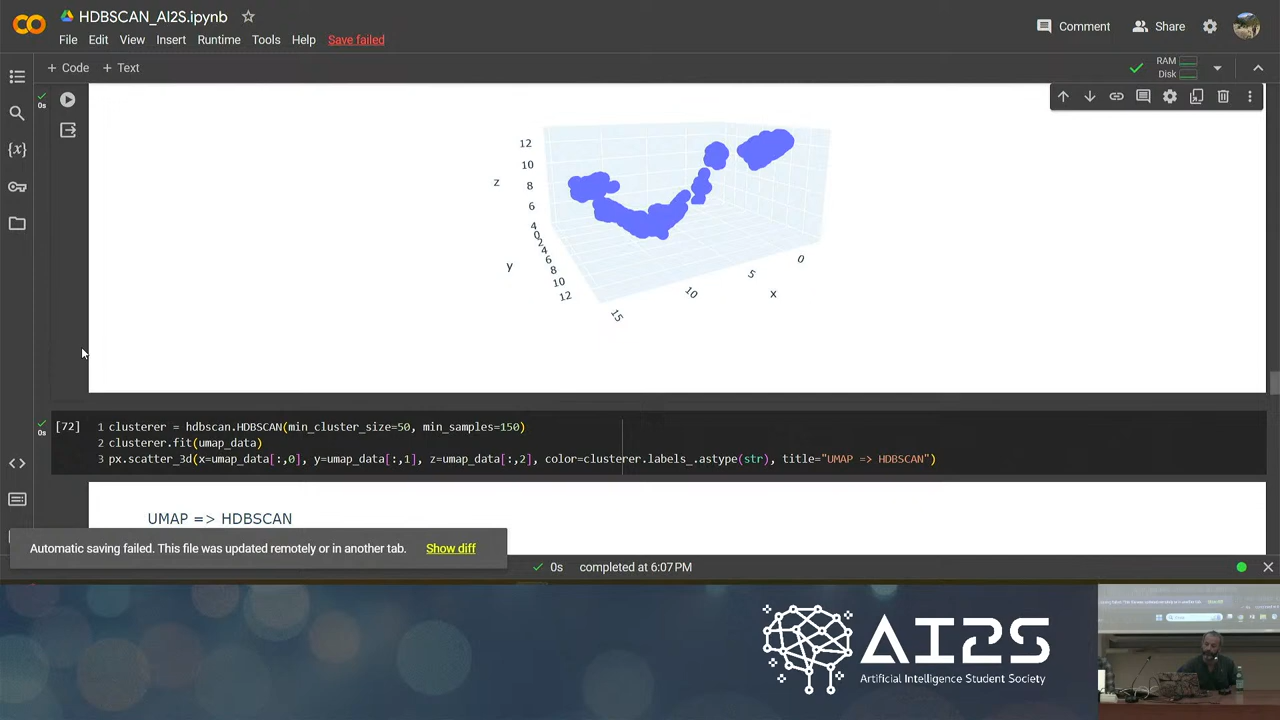 HDBSCAN_AI2S.ipynb
Comment
Share
File Edit View Insert Runtime Tools Help Save failed
+ Code + Text
RAM
Disk
0s
12
10
8
6
4
z
0
2
4
6
8
10
12
y
0
5
10
15
x
[72]
0s
1 clusterer = hdbscan.HDBSCAN(min_cluster_size=50, min_samples=150)
2 clusterer.fit(umap_data)
3 px.scatter_3d(x=umap_data[:,0], y=umap_data[:,1], z=umap_data[:,2], color=clusterer.labels_.astype(str), title="UMAP => HDBSCAN")
UMAP => HDBSCAN
Automatic saving failed. This file was updated remotely or in another tab. Show diff
0s completed at 6:07 PM
AI2S
Artificial Intelligence Student Society